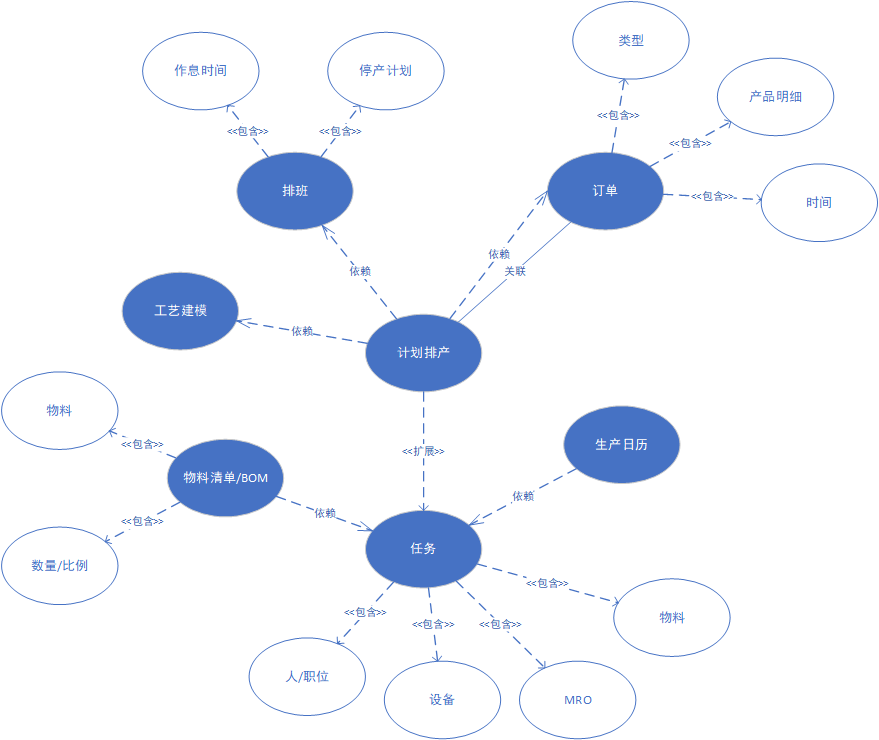 类型
作息时间
停产计划
产品明细
<<包含>>
<<包含>>
<<包含>>
<<包含>>
排班
订单
<<包含>>
时间
依赖
依赖
关联
工艺建模
依赖
计划排产
物料
<<包含>>
生产日历
<<扩展>>
物料清单/BOM
依赖
依赖
<<包含>>
任务
数量/比例
<<包含>>
<<包含>>
<<包含>>
<<包含>>
物料
人/职位
设备
MRO